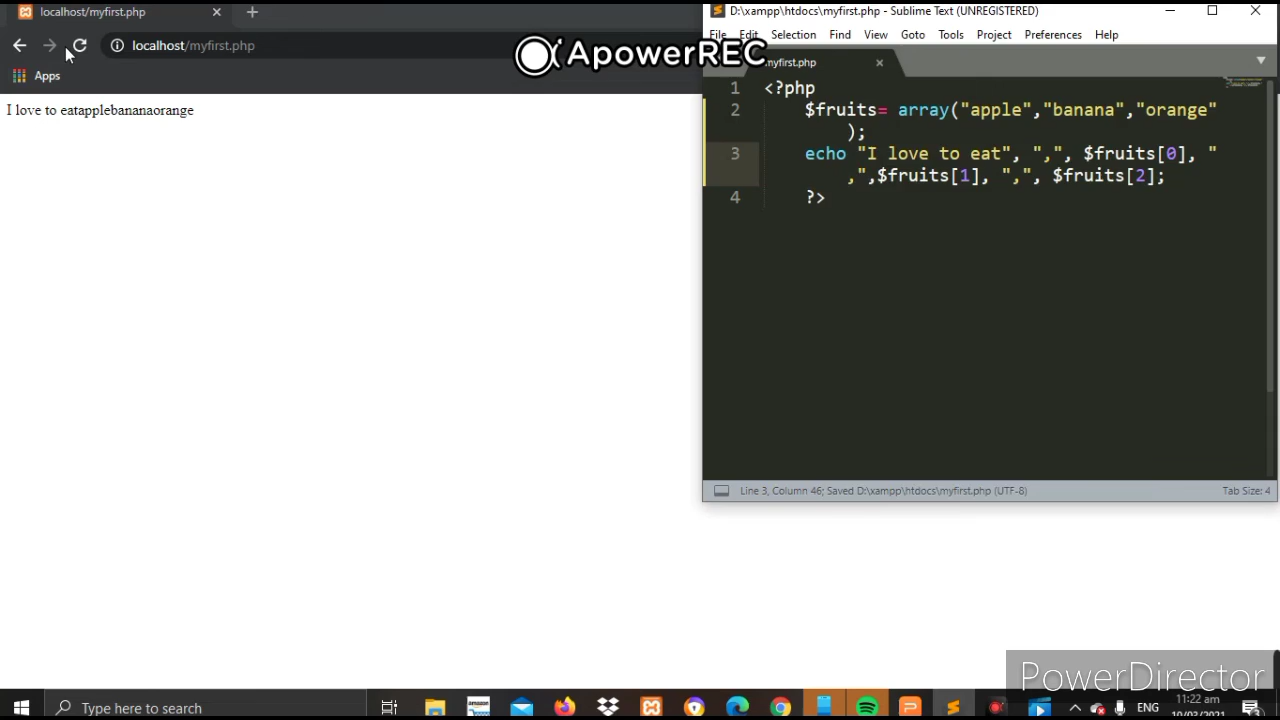 localhost/myfirst.php
D:\xampp\htdocs\myfirst.php - Sublime Text (UNREGISTERED)
localhost/myfirst.php
ApowerREC
File Edit Selection Find View Goto Tools Project Preferences Help
Apps
myfirst.php
I love to eatapplebananaorange
1 <?php
2 $fruits= array("apple","banana","orange"
);
3 echo "I love to eat", ",", $fruits[0], "
,",$fruits[1], ",", $fruits[2];
4 ?>
Line 3, Column 46; Saved D:\xampp\htdocs\myfirst.php (UTF-8)
Tab Size: 4
PowerDirector
Type here to search
ENG
11:22 am
10/03/2021